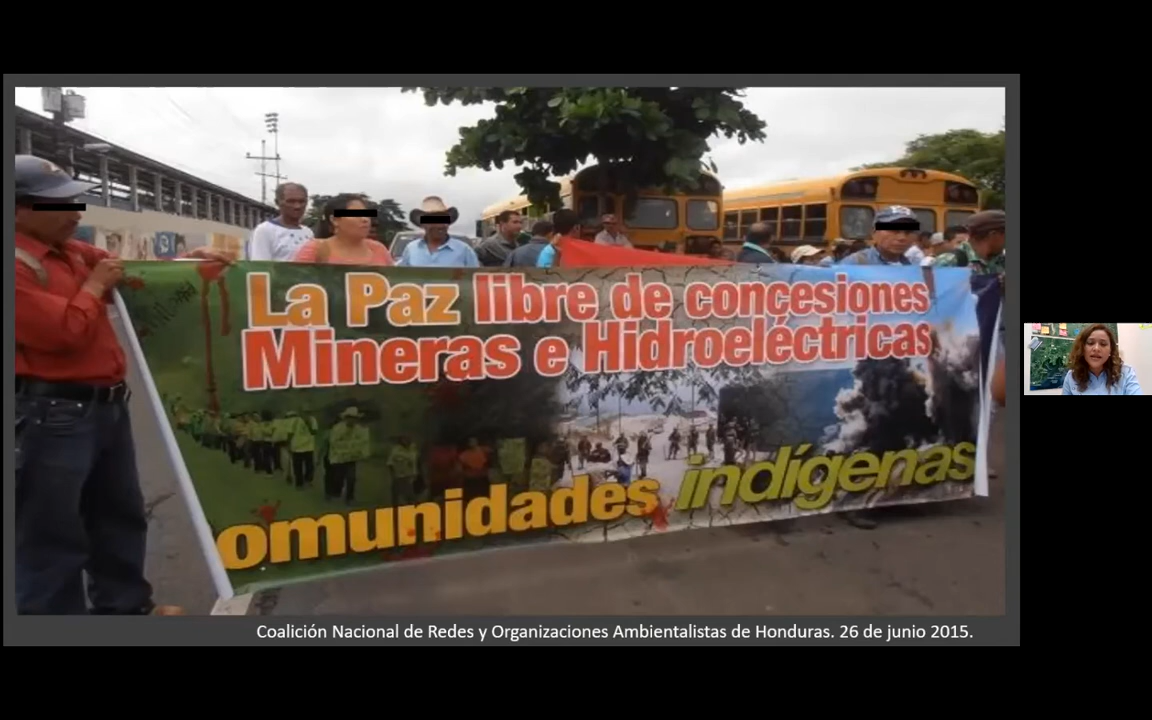 La Paz libre de concesiones
Mineras e Hidroeléctricas
omunidades indígenas
Coalición Nacional de Redes y Organizaciones Ambientalistas de Honduras. 26 de junio 2015.